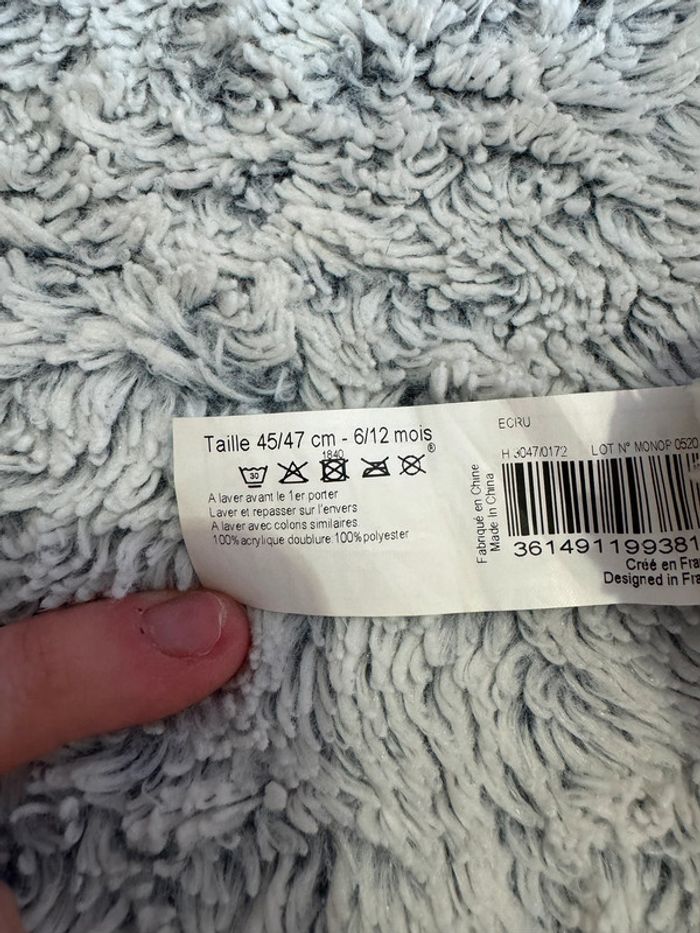 Taille 45/47 cm - 6/12 mois
1840
®
30
A laver avant le 1er porter
Laver et repasser sur l'envers
A laver avec coloris similaires
100% acrylique doublure: 100% polyester
ECRU
LOT N° MONOP 0520
Fabriqué en Chine
Made In China
361491199381
Créé en Fra
Designed in Fra